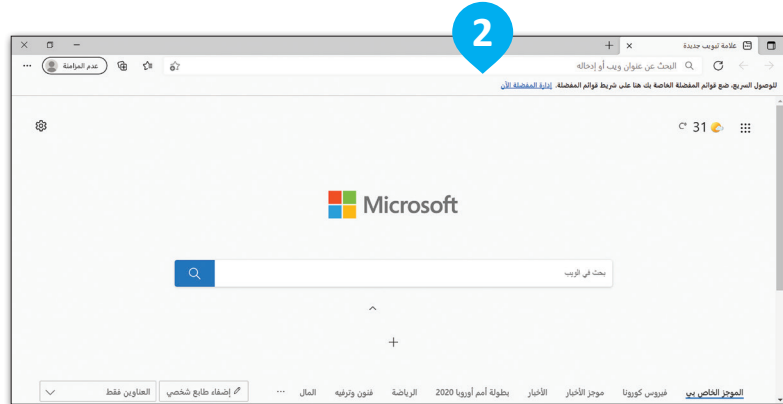 2
علامة تبويب جديدة
البحث عن عنوان ويب أو إدخاله
عدم المزامنة
للوصول السريع، ضع قوائم المفضلة الخاصة بك هنا على شريط قوائم المفضلة. إدارة المفضلة الآن
31 °C
Microsoft
بحث في الويب
الموجز الخاص بي فيروس كورونا موجز الأخبار الأخبار بطولة أمم أوروبا 2020 الرياضة فنون وترفيه المال ... إضفاء طابع شخصي العناوين فقط